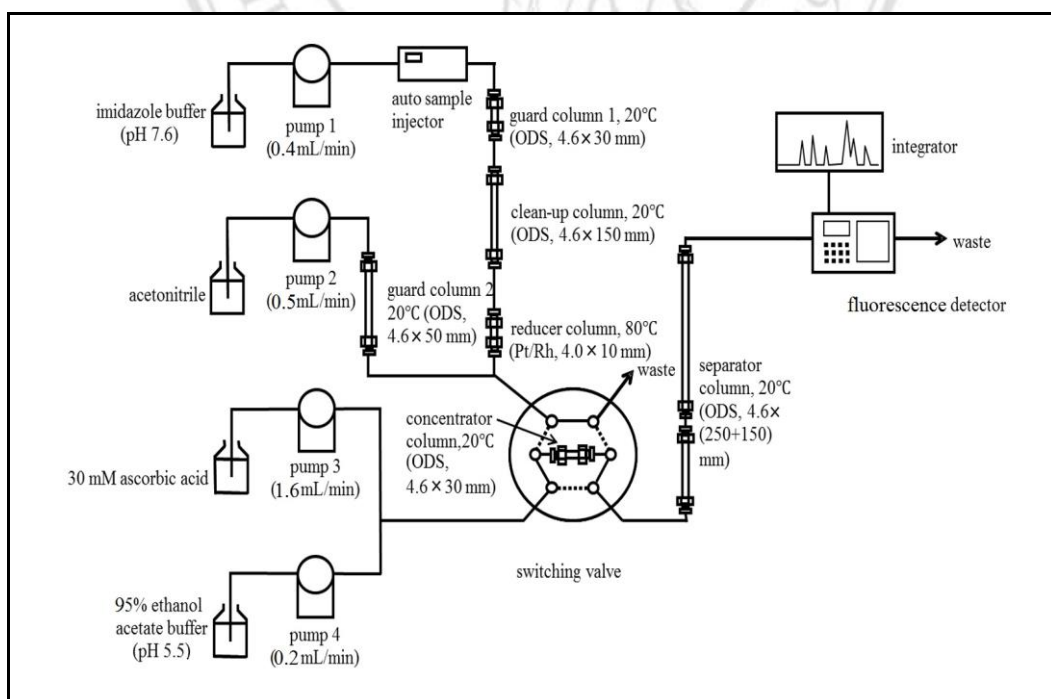 imidazole buffer
(pH 7.6)
pump 1
(0.4mL/min)
auto sample
injector
guard column 1, 20℃
(ODS, 4.6×30 mm)
clean-up column, 20℃
(ODS, 4.6×150 mm)
acetonitrile
pump 2
(0.5mL/min)
guard column 2
20℃ (ODS,
4.6×50 mm)
reducer column, 80℃
(Pt/Rh, 4.0×10 mm)
waste
integrator
waste
fluorescence detector
separator
column, 20℃
(ODS, 4.6×
(250+150)
mm)
concentrator
column,20℃
(ODS,
4.6×30 mm)
30 mM ascorbic acid
pump 3
(1.6mL/min)
switching valve
95% ethanol
acetate buffer
(pH 5.5)
pump 4
(0.2mL/min)